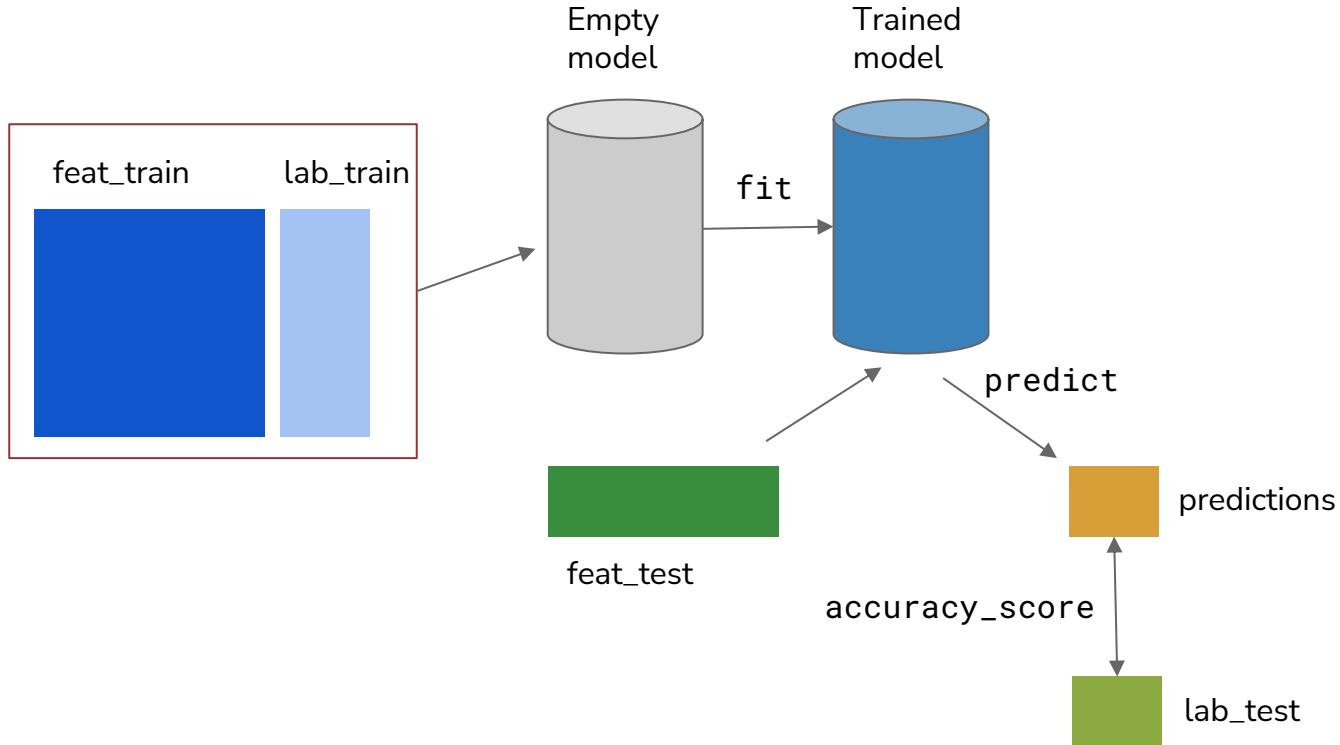 Empty
model
Trained
model
feat_train
lab_train
fit
predict
predictions
feat_test
accuracy_score
lab_test